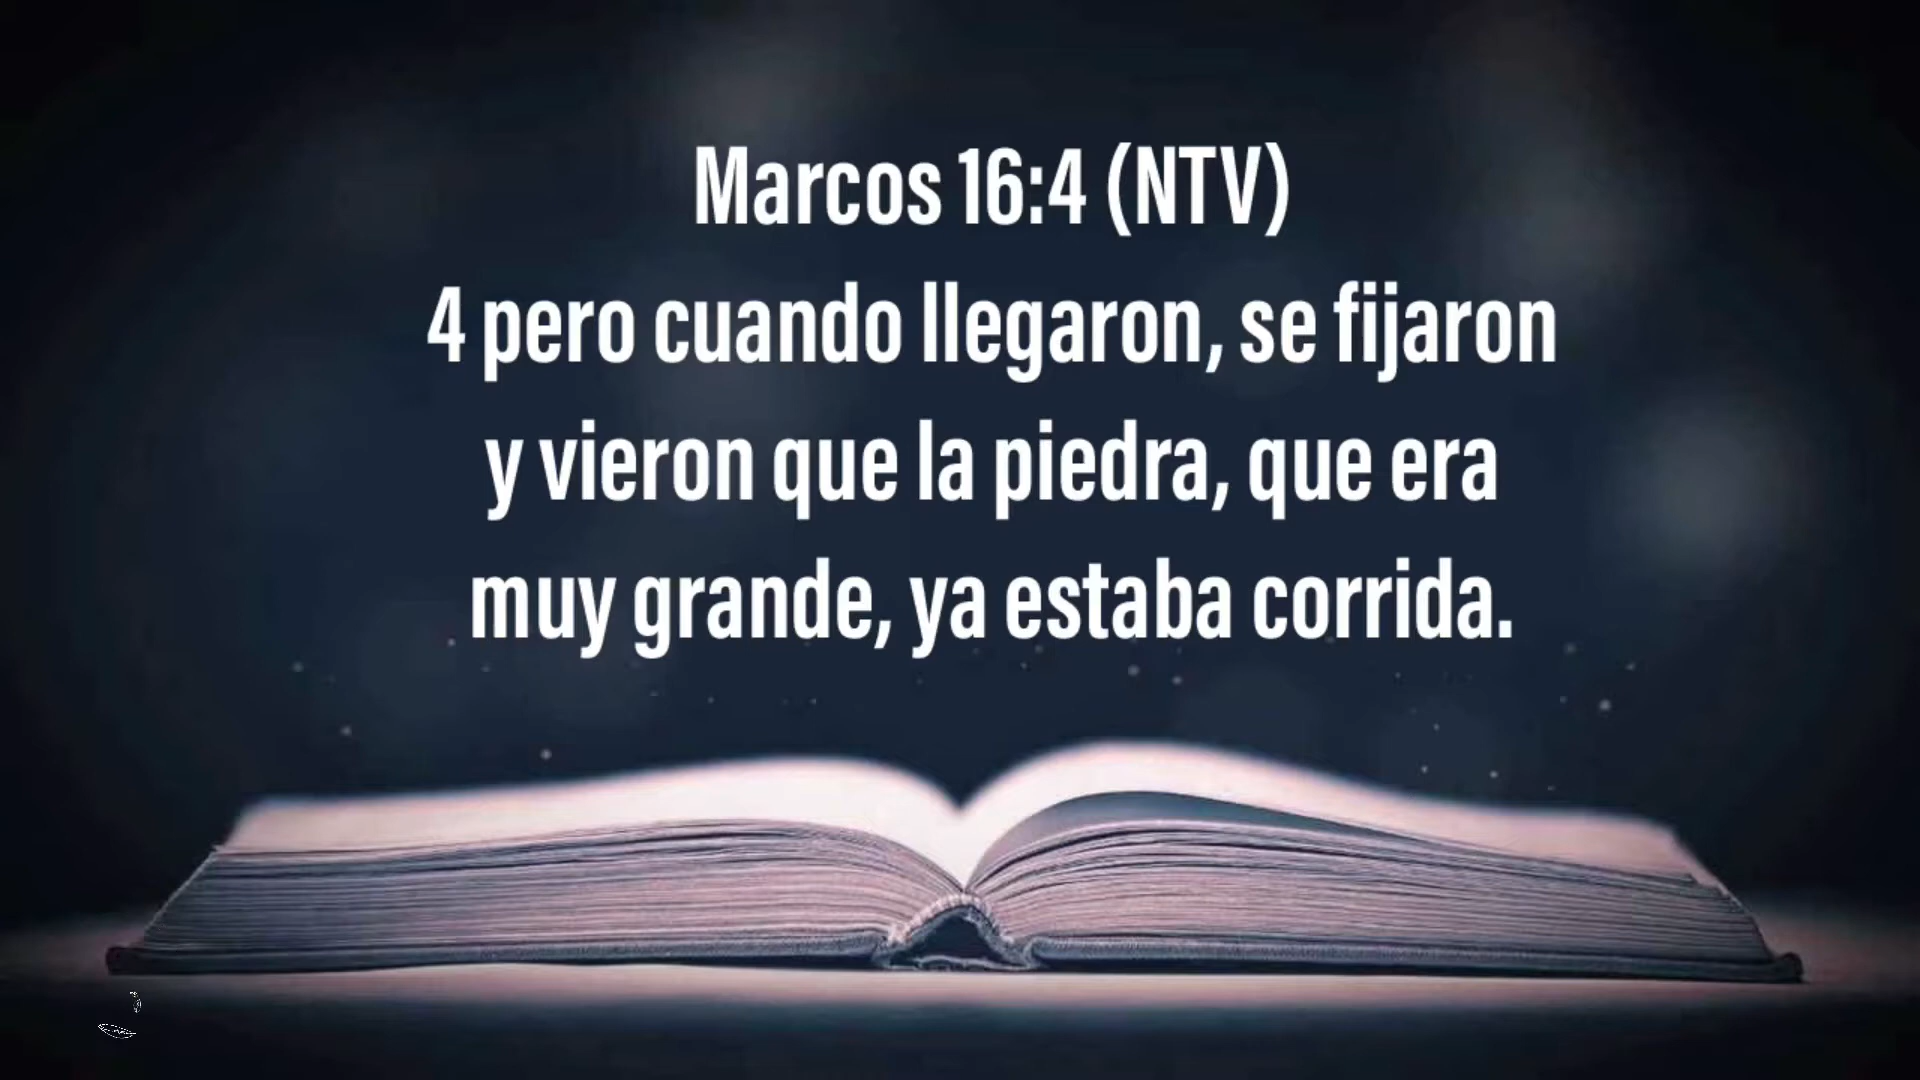 Marcos 16:4 (NTV)
4 pero cuando llegaron, se fijaron
y vieron que la piedra, que era
muy grande, ya estaba corrida.